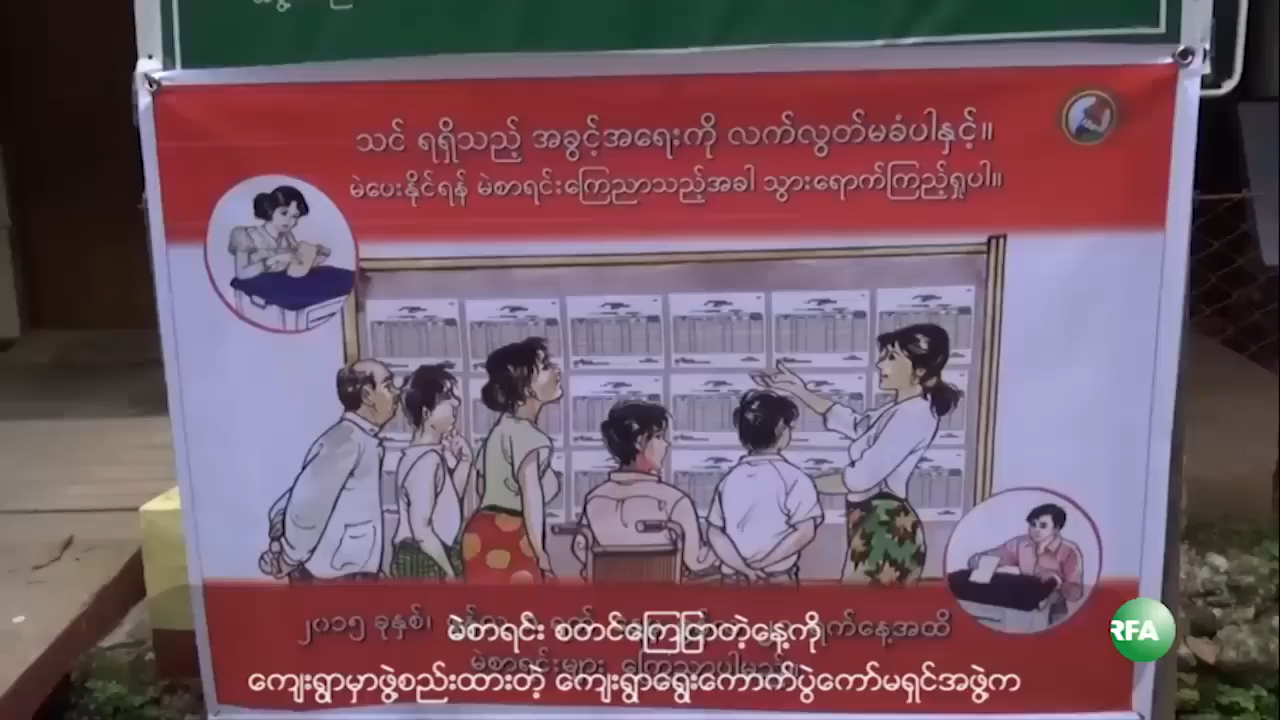 သင် ရရှိသည့် အခွင့်အရေးကို လက်လွတ်မခံပါနှင့်။
မဲပေးနိုင်ရန် မဲစာရင်းကြေညာသည့်အခါ သွားရောက်ကြည့်ရှုပါ။
၂၀၁၅ ခုနှစ်၊
မဲစာရင်း စတင်ကြေငြာတဲ့နေ့ကို
ကျေးရွာမှာဖွဲ့စည်းထားတဲ့ ကျေးရွာရွေးကောက်ပွဲကော်မရှင်အဖွဲ့က
RFA